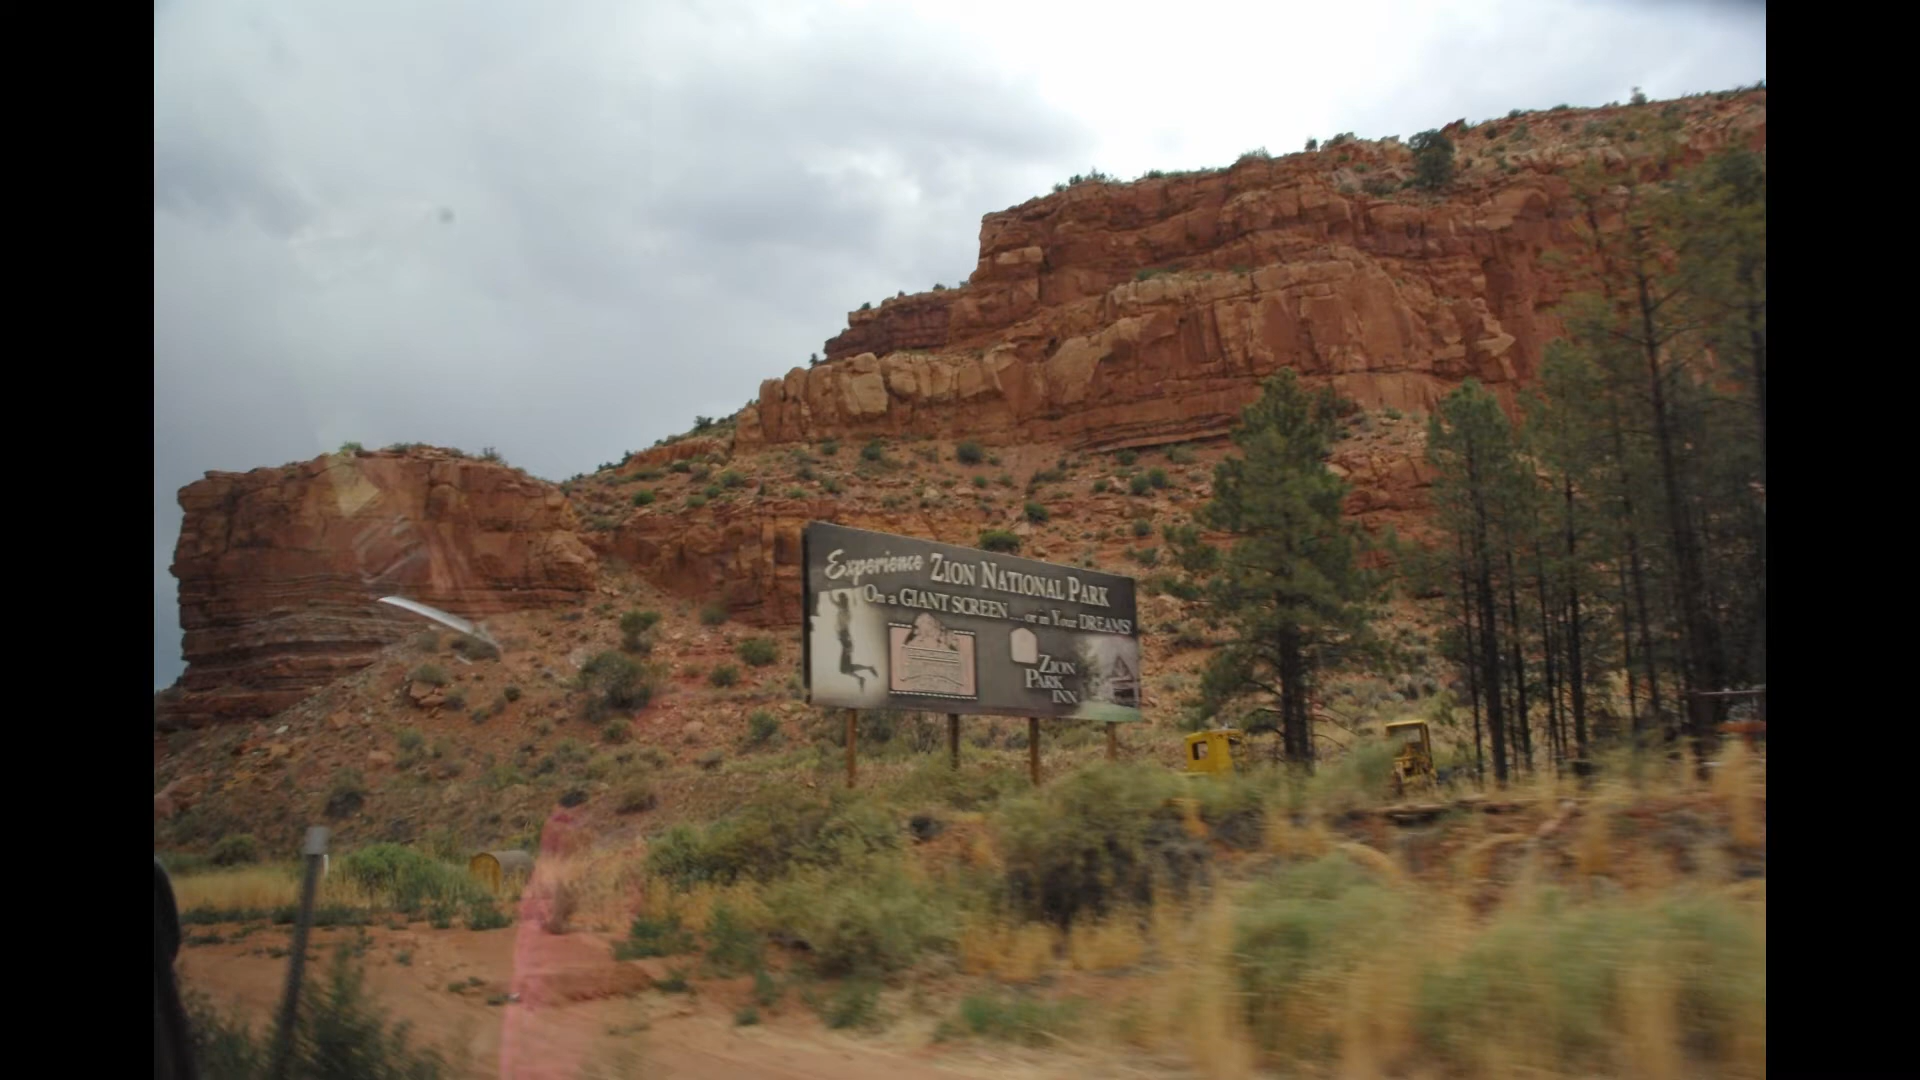 Experience ZION NATIONAL PARK
On a GIANT SCREEN .... or in Your DREAMS!
ZION
PARK
INN